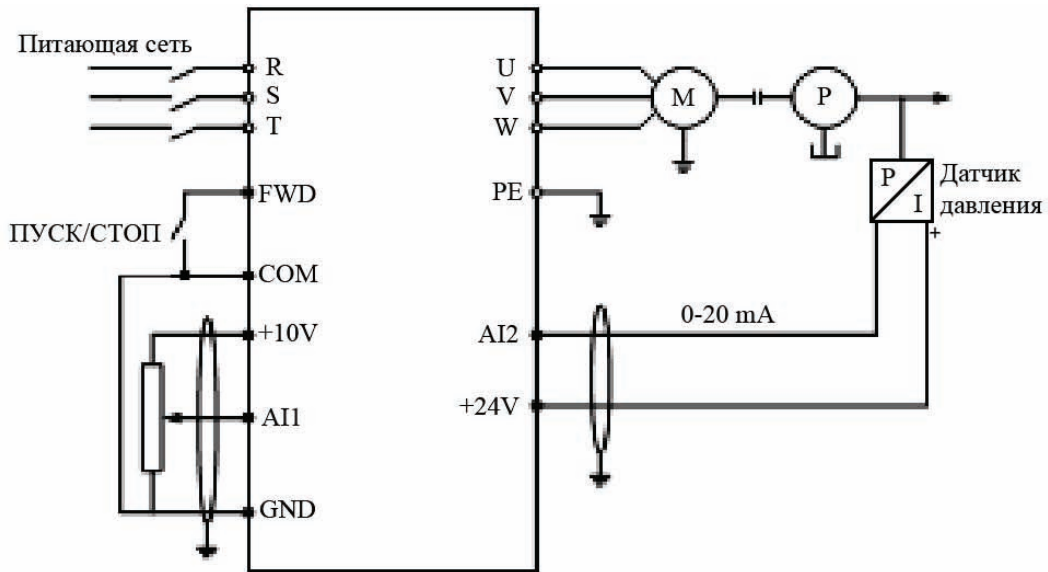 Питающая сеть
R
S
T
FWD
ПУСК/СТОП
COM
+10V
AI1
GND
U
V
W
PE
AI2
+24V
M
P
P
I
Датчик
давления
+
0-20 mA